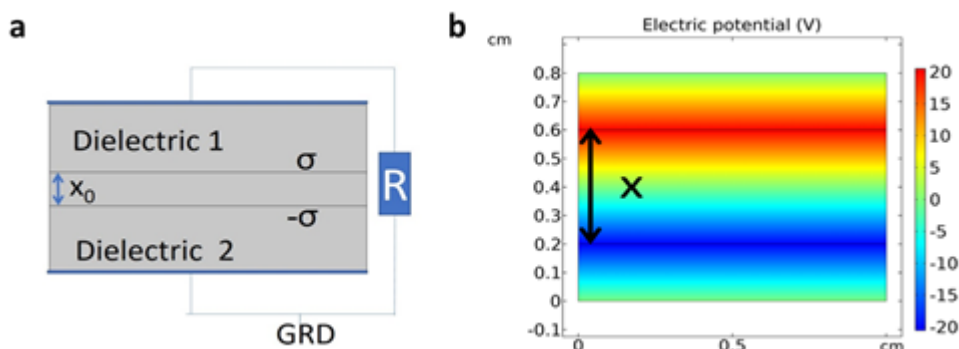 a
Dielectric 1
σ
x0
R
-σ
Dielectric 2
GRD
b
Electric potential (V)
cm
0.8
0.7
0.6
0.5
0.4
0.3
0.2
0.1
0
-0.1
X
0
0.5
cm
20
15
10
5
0
-5
-10
-15
-20